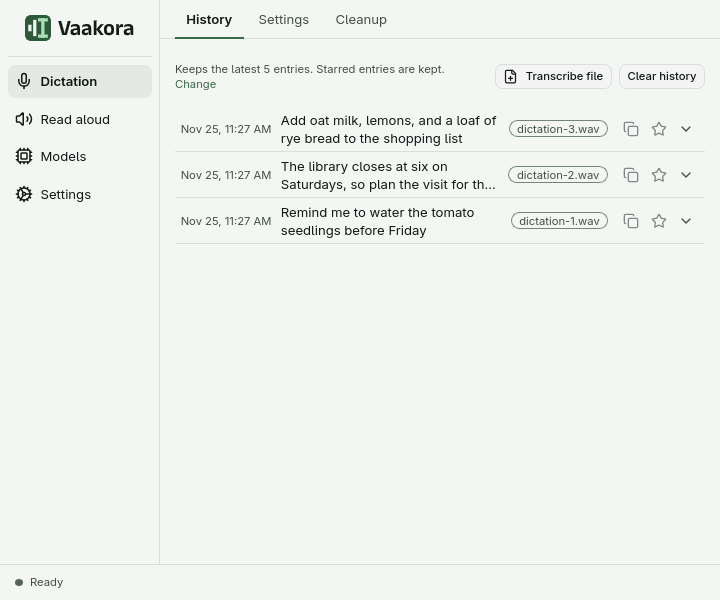 Vaakora
Dictation
Read aloud
Models
Settings
History
Settings
Cleanup
Keeps the latest 5 entries. Starred entries are kept.
Change
Transcribe file
Clear history
Nov 25, 11:27 AM
Add oat milk, lemons, and a loaf of
rye bread to the shopping list
dictation-3.wav
Nov 25, 11:27 AM
The library closes at six on
Saturdays, so plan the visit for th...
dictation-2.wav
Nov 25, 11:27 AM
Remind me to water the tomato
seedlings before Friday
dictation-1.wav
Ready